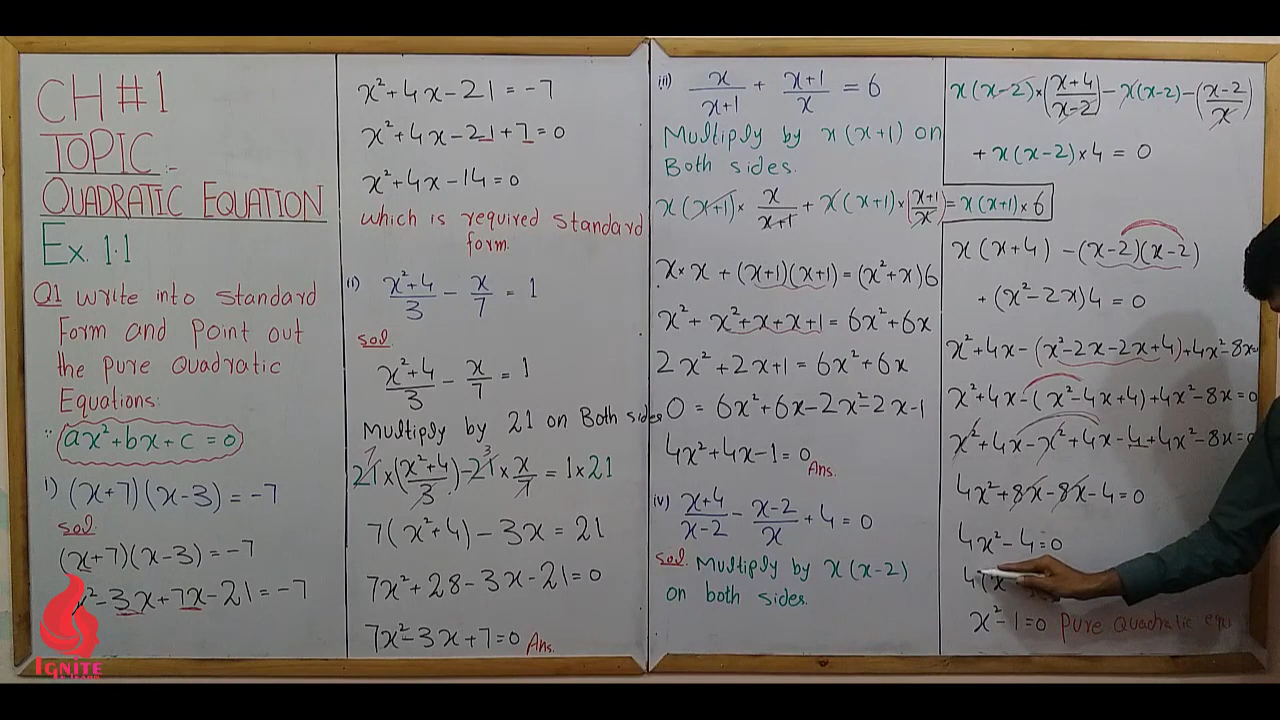 CH #1
TOPIC:-
QUADRATIC EQUATION
Ex. 1.1
Q1 Write into Standard
Form and Point out
the pure Quadratic
Equations:
∵ ax²+bx+c=0
i) (x+7)(x-3) = -7
sol.
(x+7)(x-3) = -7
x²-3x+7x-21 = -7
IGNITE
x²+4x-21 = -7
x²+4x-21+7=0
x²+4x-14=0
which is required Standard
form.
(ii) (x²+4)/3 - x/7 = 1
sol
(x²+4)/3 - x/7 = 1
Multiply by 21 on Both sides
7 3
21×((x²+4)/3) - 21×x/7 = 1×21
7(x²+4) - 3x = 21
7x²+28-3x-21=0
7x²-3x+7=0 Ans.
iii) x/(x+1) + (x+1)/x = 6
Multiply by x(x+1) on
Both sides.
x(x+1)× x/(x+1) + x(x+1)×((x+1)/x) = x(x+1)×6
x×x + (x+1)(x+1) = (x²+x)6
x² + x²+x+x+1 = 6x²+6x
2x²+2x+1 = 6x²+6x
0 = 6x²+6x-2x²-2x-1
4x²+4x-1=0 Ans.
iv) (x+4)/(x-2) - (x-2)/x + 4 = 0
sol. Multiply by x(x-2)
on both sides.
x(x-2)×((x+4)/(x-2)) - x(x-2)-((x-2)/x)
+ x(x-2)×4 = 0
x(x+4) - (x-2)(x-2)
+ (x²-2x)4 = 0
x²+4x-(x²-2x-2x+4)+4x²-8x=
x²+4x-(x²-4x+4)+4x²-8x=0
x²+4x-x²+4x-4+4x²-8x=0
4x²+8x-8x-4=0
4x²-4=0
x²-1=0 Pure Quadratic equ